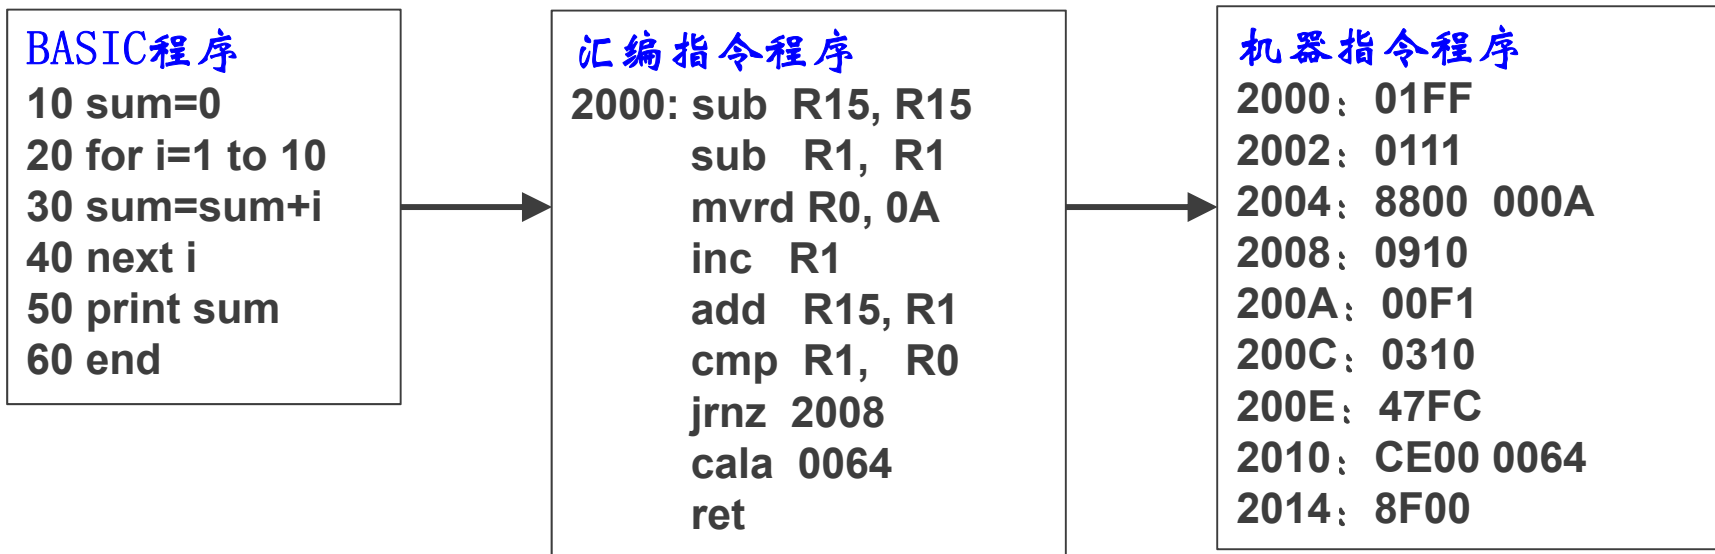 BASIC程序
10 sum=0
20 for i=1 to 10
30 sum=sum+i
40 next i
50 print sum
60 end
汇编指令程序
2000: sub R15, R15
sub R1, R1
mvrd R0, 0A
inc R1
add R15, R1
cmp R1, R0
jrnz 2008
cala 0064
ret
机器指令程序
2000：01FF
2002：0111
2004：8800 000A
2008：0910
200A：00F1
200C：0310
200E：47FC
2010：CE00 0064
2014：8F00